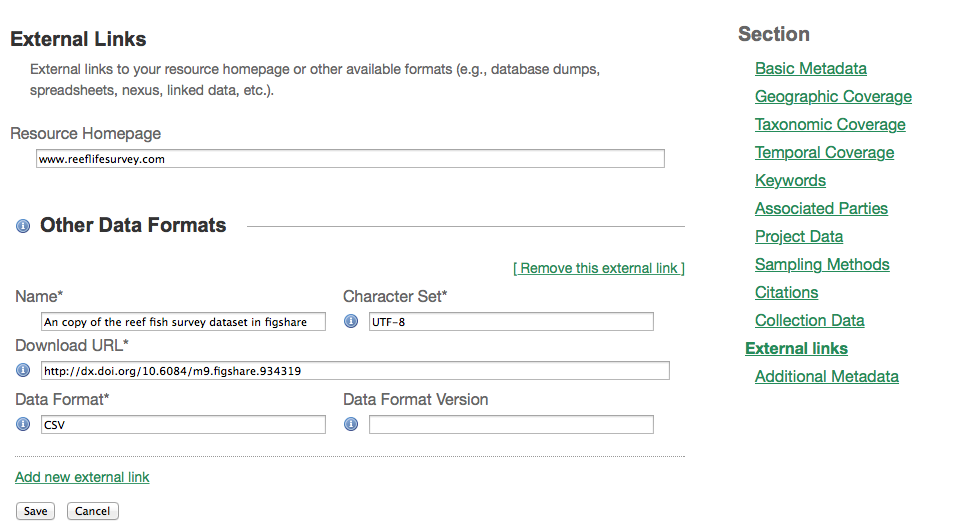 External Links
External links to your resource homepage or other available formats (e.g., database dumps,
spreadsheets, nexus, linked data, etc.).
Resource Homepage
www.reeflifesurvey.com
Other Data Formats
[ Remove this external link ]
Name* Character Set*
An copy of the reef fish survey dataset in figshare UTF-8
Download URL*
http://dx.doi.org/10.6084/m9.figshare.934319
Data Format* Data Format Version
CSV
Add new external link
Save Cancel
Section
Basic Metadata
Geographic Coverage
Taxonomic Coverage
Temporal Coverage
Keywords
Associated Parties
Project Data
Sampling Methods
Citations
Collection Data
External links
Additional Metadata